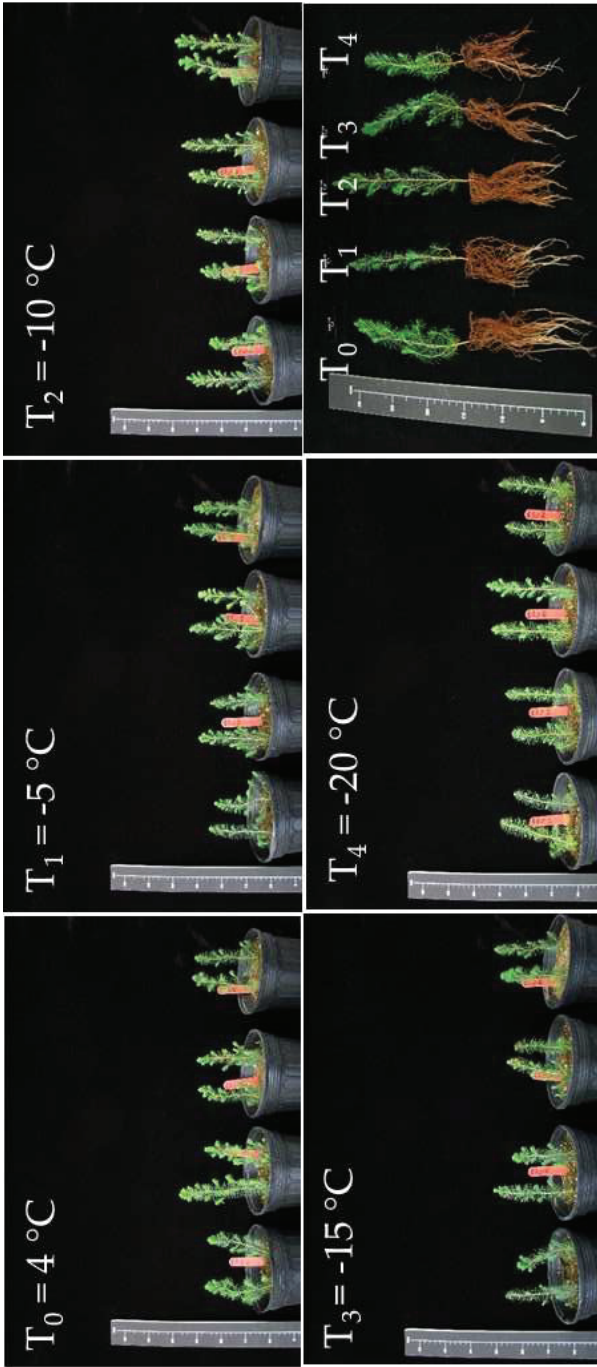 T₀ = 4 °C
T₁ = -5 °C
T₂ = -10 °C
T₃ = -15 °C
T₄ = -20 °C
T₀ T₁ T₂ T₃ T₄